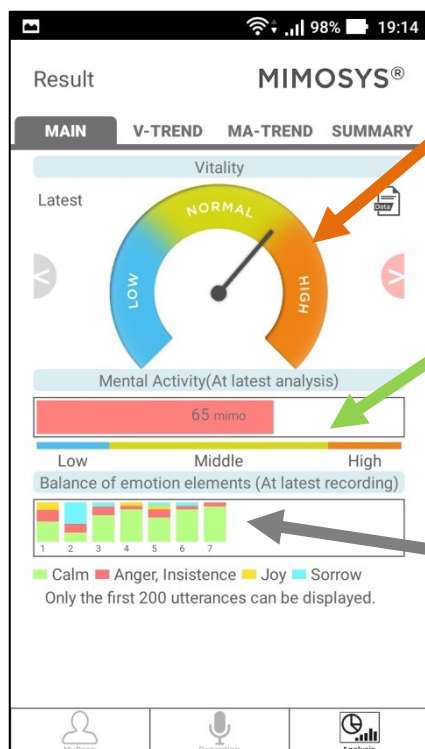 98% 19:14
Result MIMOSYS®
MAIN V-TREND MA-TREND SUMMARY
Vitality
Latest
Data
LOW NORMAL HIGH
Mental Activity(At latest analysis)
65 mimo
Low Middle High
Balance of emotion elements (At latest recording)
1 2 3 4 5 6 7
Calm Anger, Insistence Joy Sorrow
Only the first 200 utterances can be displayed.